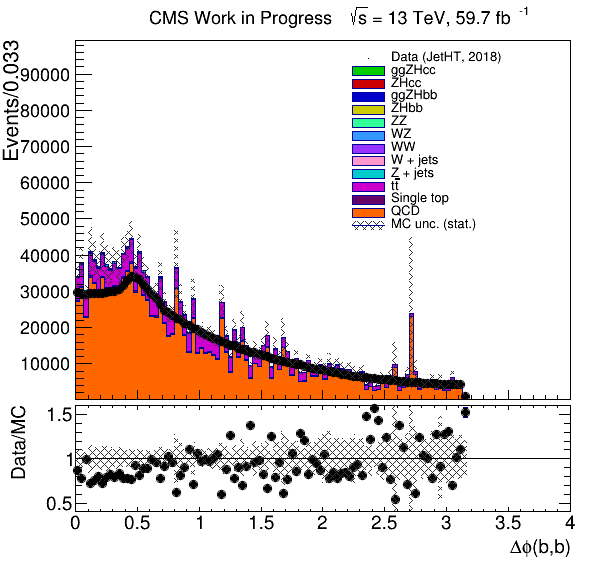 CMS Work in Progress √s = 13 TeV, 59.7 fb -1
Events/0.033
90000
80000
70000
60000
50000
40000
30000
20000
10000
Data (JetHT, 2018)
ggZHcc
ZHcc
ggZHbb
ZHbb
ZZ
WZ
WW
W + jets
Z + jets
tt̅
Single top
QCD
MC unc. (stat.)
Data/MC
1.5
1
0.5
0 0.5 1 1.5 2 2.5 3 3.5 4
Δϕ(b,b)